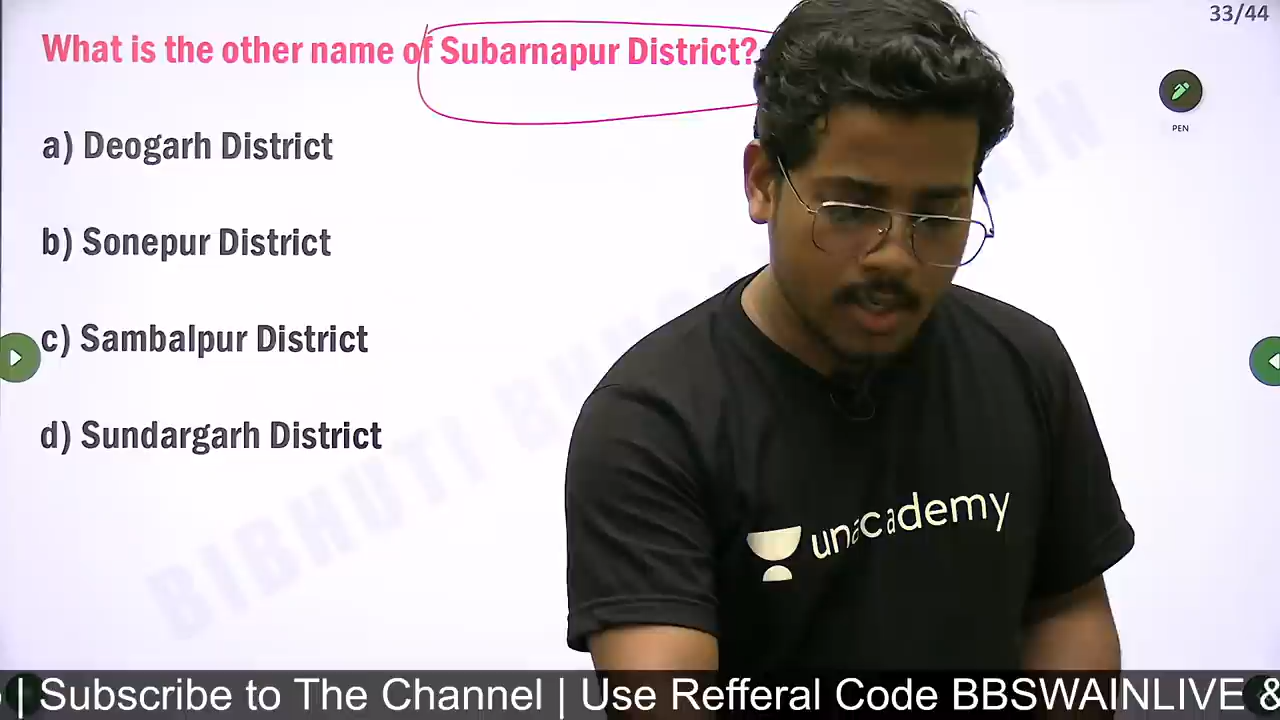 33/44
What is the other name of Subarnapur District?
PEN
a) Deogarh District
b) Sonepur District
c) Sambalpur District
d) Sundargarh District
unacademy
| Subscribe to The Channel | Use Refferal Code BBSWAINLIVE &